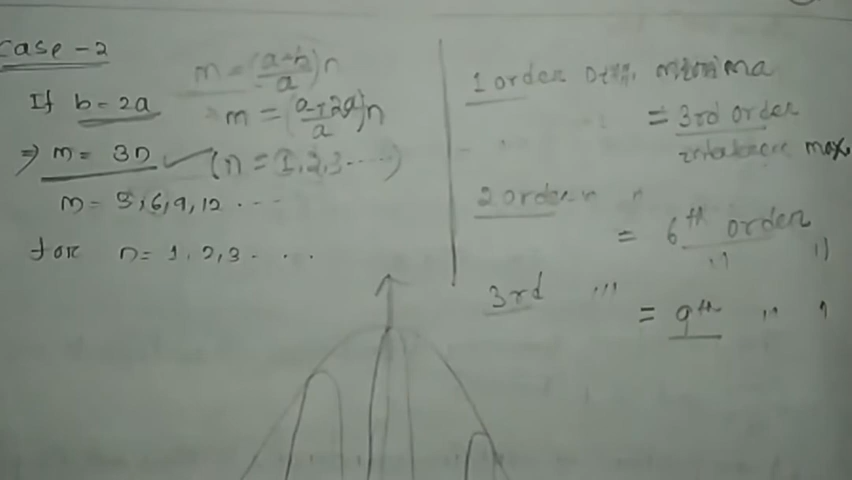 Case - 2
m = (a+b/a)n
If b = 2a
m = (a+2a/a)n
⇒ m = 3n (n = 1,2,3 .....)
m = 3,6,9,12 ...
for n = 1,2,3 . . .
1 order Diff. minima
= 3rd order
max.
2 order " "
= 6th order
" "
3rd " '
= 9th " "